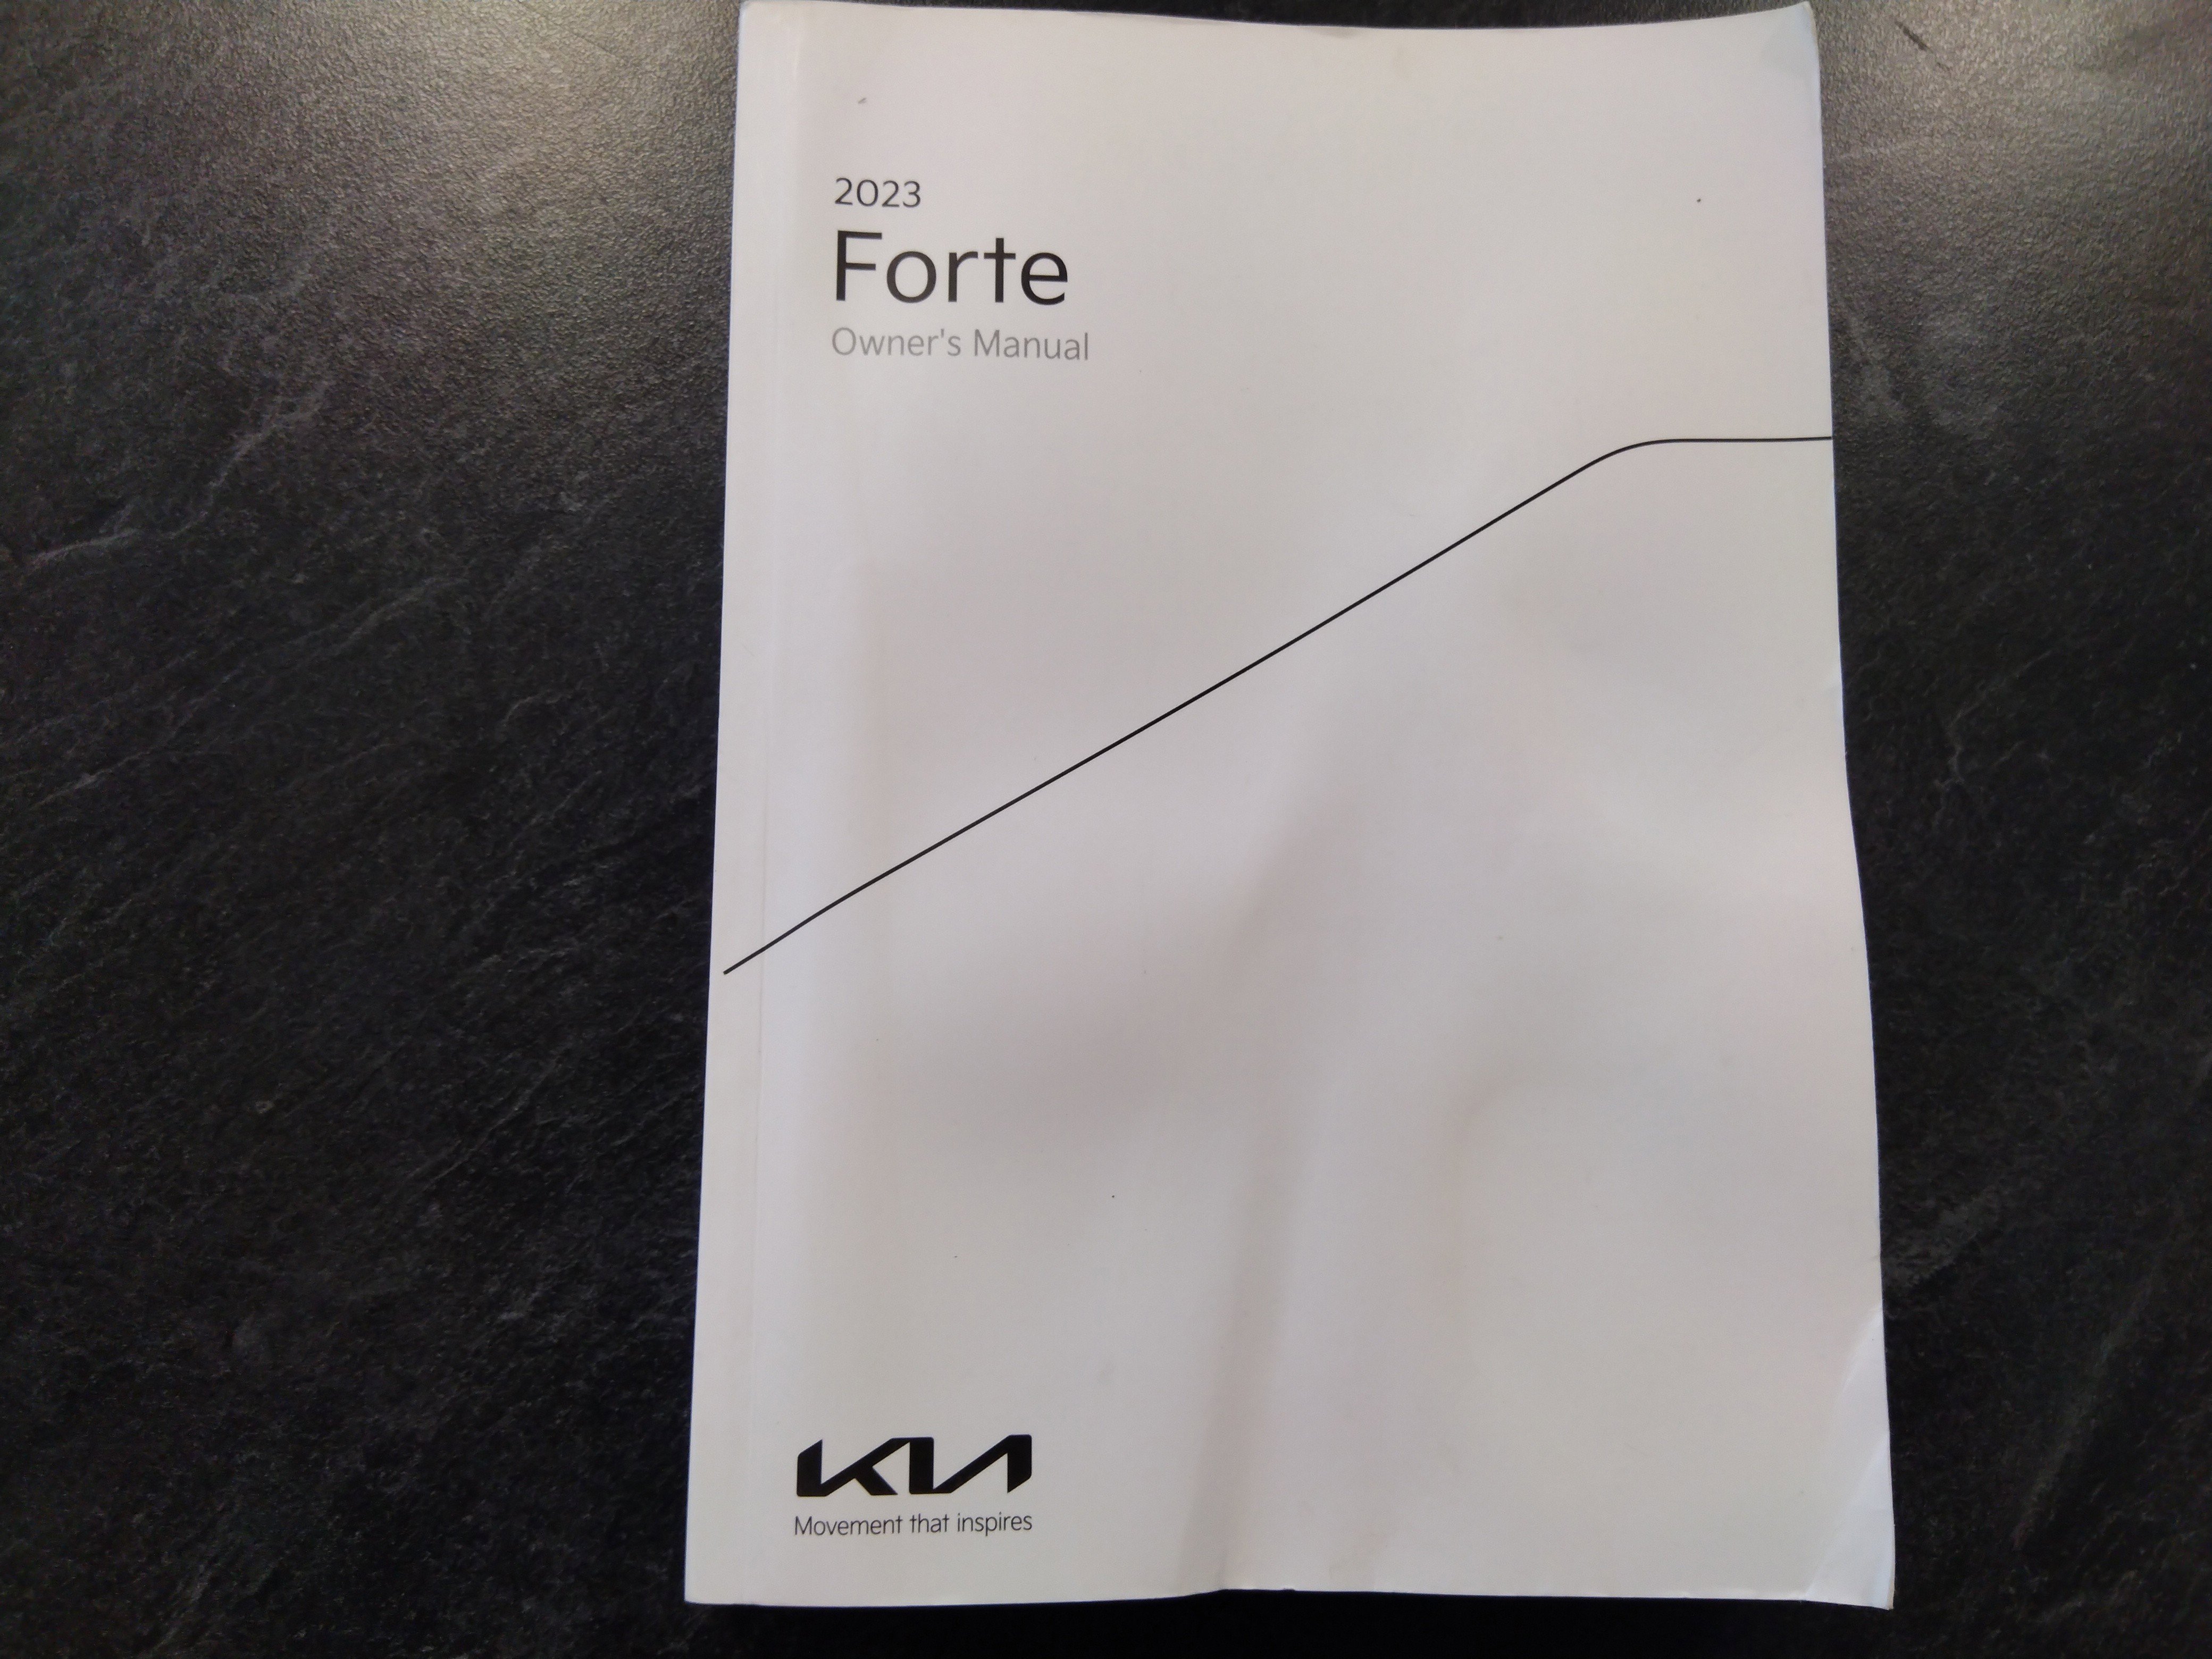 2023
Forte
Owner's Manual
KIA
Movement that inspires